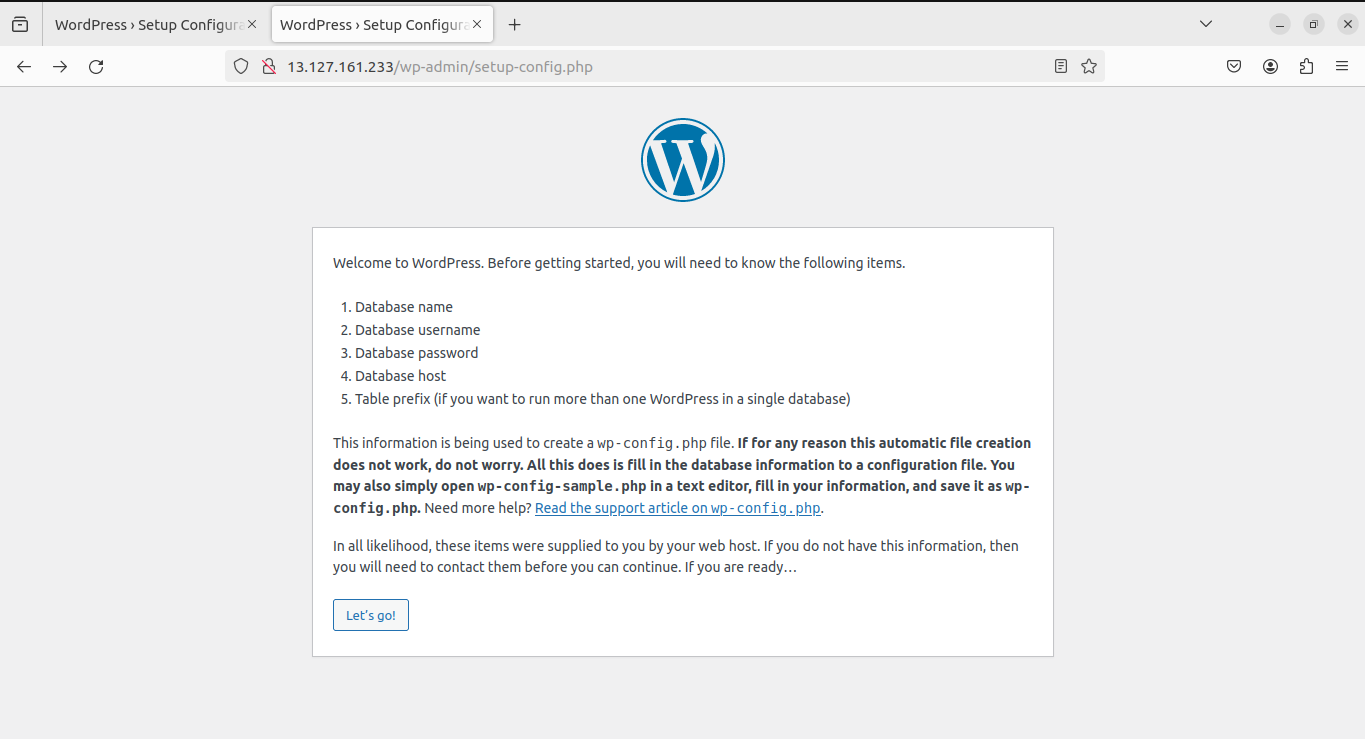 WordPress › Setup Configura
WordPress › Setup Configura
13.127.161.233/wp-admin/setup-config.php
Welcome to WordPress. Before getting started, you will need to know the following items.
1. Database name
2. Database username
3. Database password
4. Database host
5. Table prefix (if you want to run more than one WordPress in a single database)
This information is being used to create a wp-config.php file. If for any reason this automatic file creation
does not work, do not worry. All this does is fill in the database information to a configuration file. You
may also simply open wp-config-sample.php in a text editor, fill in your information, and save it as wp-
config.php. Need more help? Read the support article on wp-config.php.
In all likelihood, these items were supplied to you by your web host. If you do not have this information, then
you will need to contact them before you can continue. If you are ready…
Let’s go!